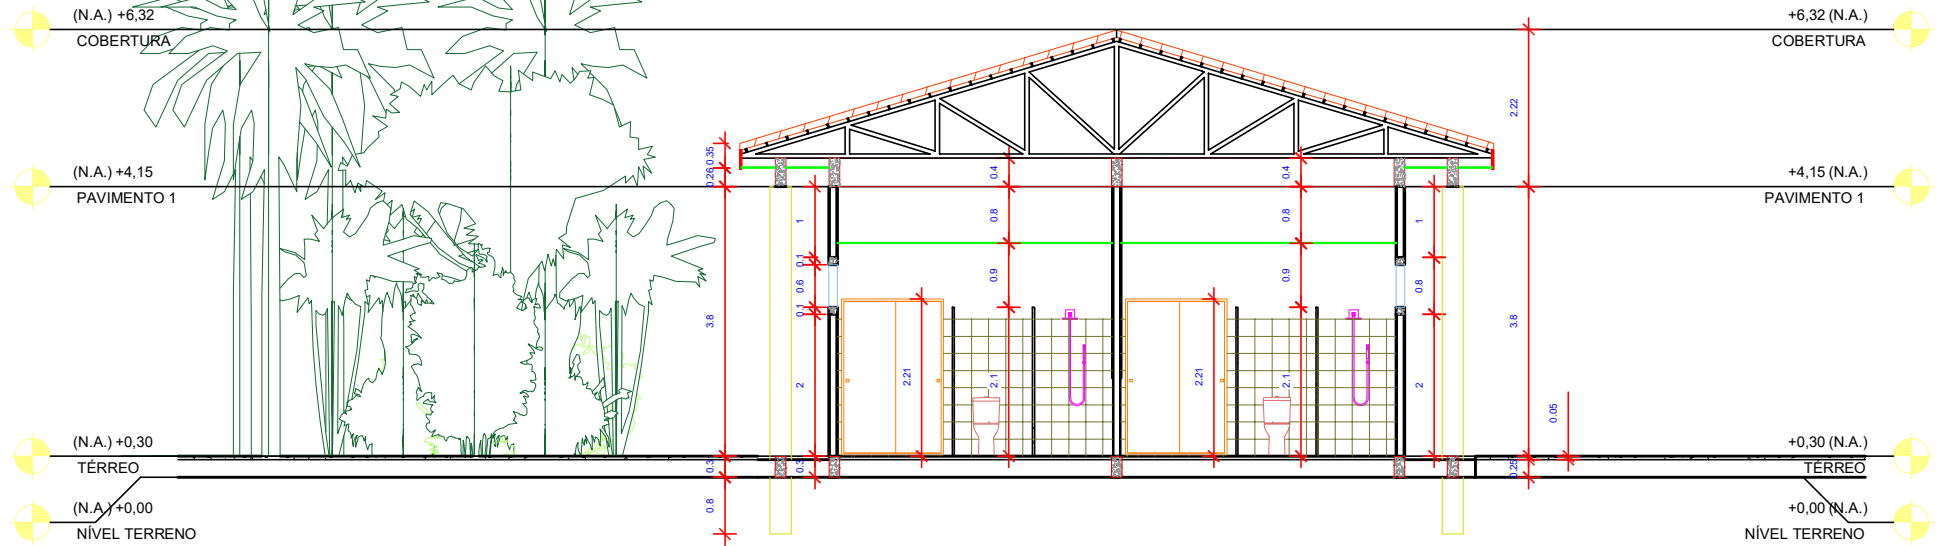 (N.A.) +6,32
COBERTURA
+6,32 (N.A.)
COBERTURA
2.22
0.35
0.26
0.4
0.4
(N.A.) +4,15
PAVIMENTO 1
+4,15 (N.A.)
PAVIMENTO 1
1
0.8
0.8
1
0.1
0.6
0.1
0.9
0.9
0.8
3.8
3.8
2
2.21
2.1
2.21
2.1
2
0.05
(N.A.) +0,30
TÉRREO
+0,30 (N.A.)
TÉRREO
0.3
0.3
0.25
(N.A.) +0,00
NÍVEL TERRENO
0.8
+0,00 (N.A.)
NÍVEL TERRENO